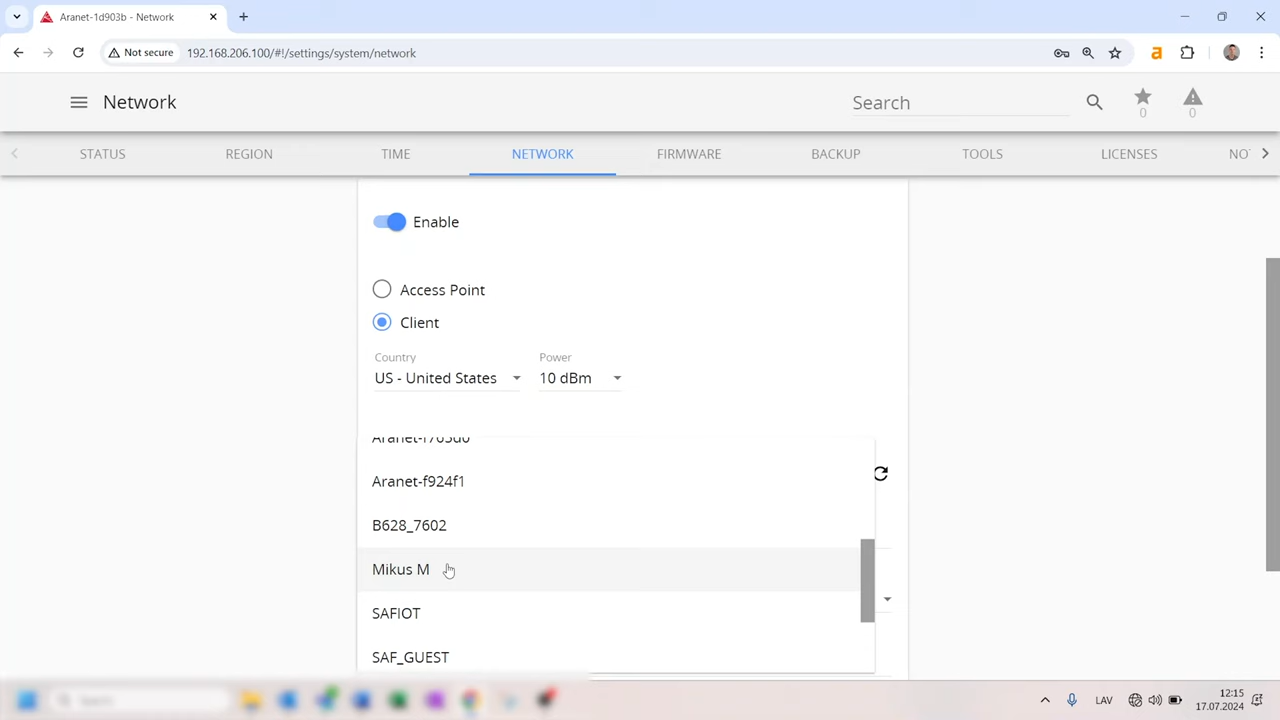 Aranet-1d903b - Network
Not secure
192.168.206.100/#!/settings/system/network
a
Network
Search
0
0
STATUS
REGION
TIME
NETWORK
FIRMWARE
BACKUP
TOOLS
LICENSES
NO
Enable
Access Point
Client
Country
Power
US - United States
10 dBm
Aranet-f924f1
B628_7602
Mikus M
SAFIOT
SAF_GUEST
LAV
12:15
17.07.2024